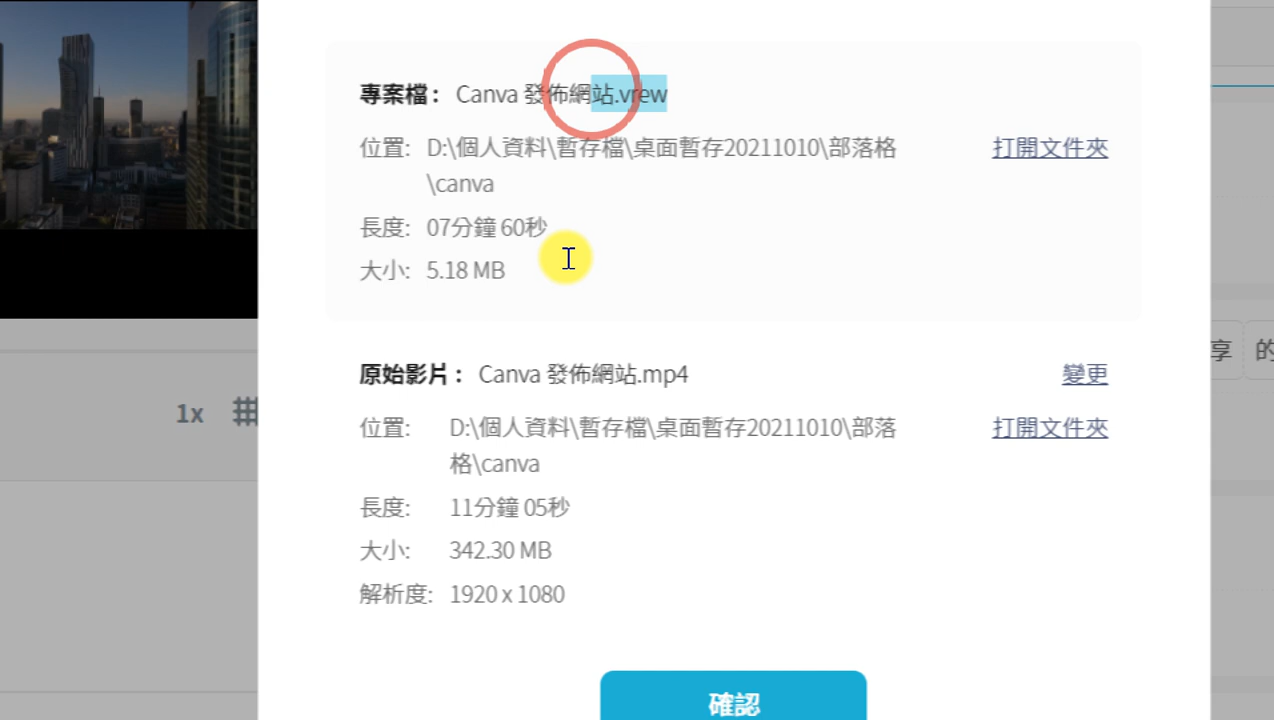 專案檔： Canva 發佈網站.vrew
位置: D:\個人資料\暫存檔\桌面暫存20211010\部落格 打開文件夾
\canva
長度: 07分鐘 60秒
大小: 5.18 MB
原始影片： Canva 發佈網站.mp4 變更
享 的
位置: D:\個人資料\暫存檔\桌面暫存20211010\部落 打開文件夾
格\canva
1x
長度: 11分鐘 05秒
大小: 342.30 MB
解析度: 1920 x 1080
確認